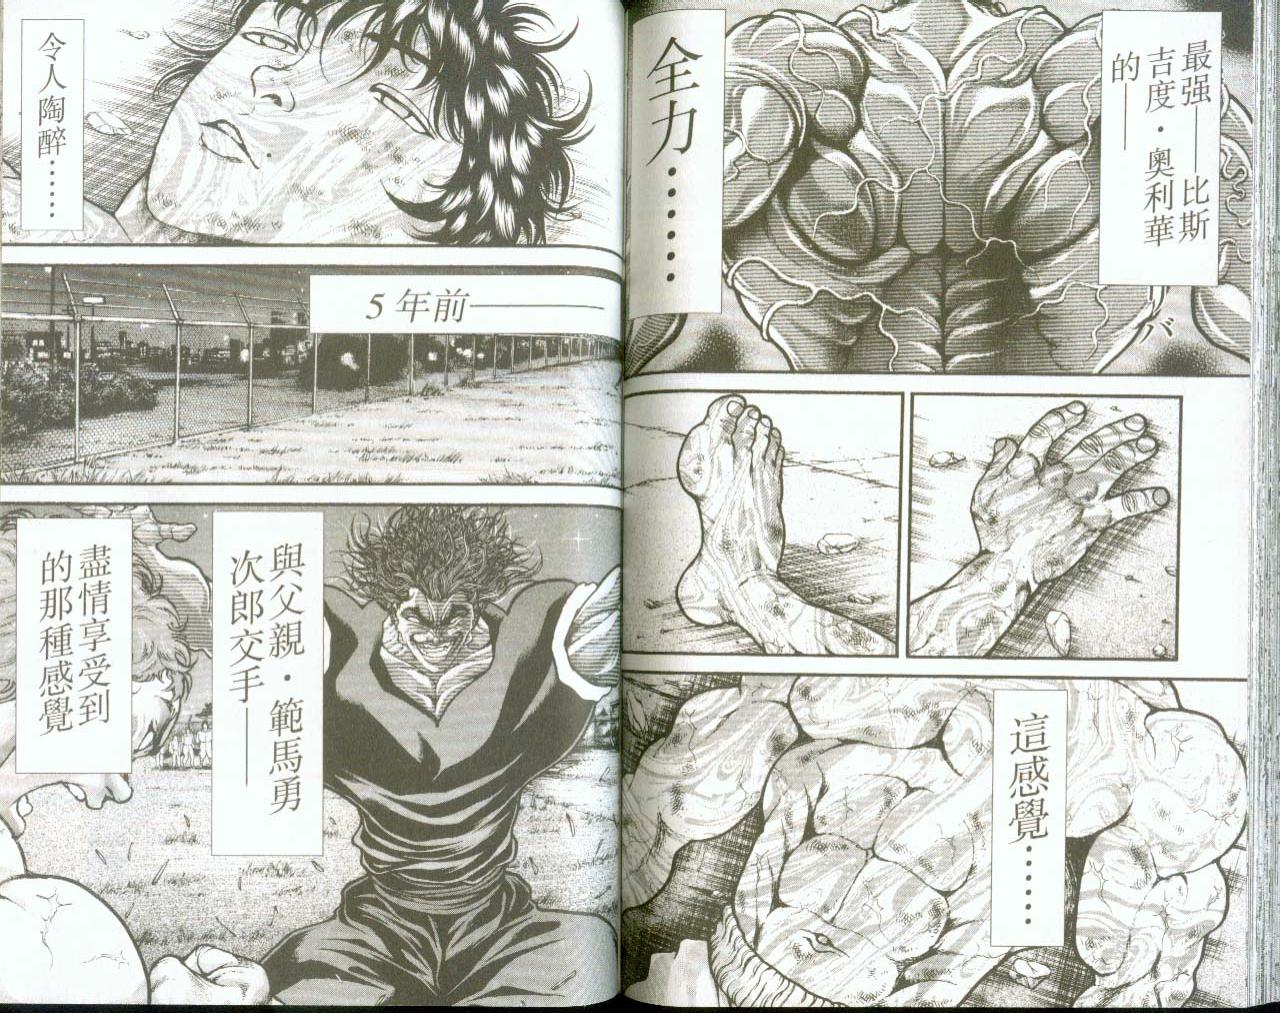 最强——比斯
吉度·奧利華
的——
全力………
バ
這感覺………
令人陶醉……
5年前——
與父親·範馬勇
次郎交手——
盡情享受到
的那種感覺